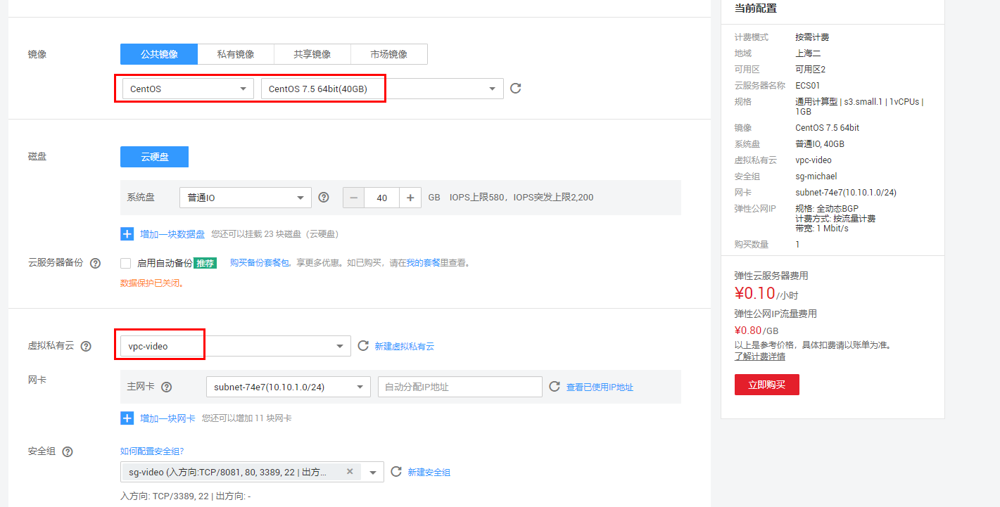 镜像
公共镜像 私有镜像 共享镜像 市场镜像
CentOS CentOS 7.5 64bit(40GB)
磁盘
云硬盘
系统盘 普通IO 40 GB IOPS上限580，IOPS突发上限2,200
增加一块数据盘 您还可以挂载 23 块磁盘（云硬盘）
云服务器备份 启用自动备份 推荐 购买备份套餐包，享更多优惠。如已购买，请在我的套餐里查看。
数据保护已关闭。
虚拟私有云 vpc-video 新建虚拟私有云
网卡
主网卡 subnet-74e7(10.10.1.0/24) 自动分配IP地址 查看已使用IP地址
增加一块网卡 您还可以增加 11 块网卡
安全组 如何配置安全组?
sg-video (入方向:TCP/8081, 80, 3389, 22 | 出方... 新建安全组
入方向: TCP/3389, 22 | 出方向: -
当前配置
计费模式 按需计费
地域 上海二
可用区 可用区2
云服务器名称 ECS01
规格 通用计算型 | s3.small.1 | 1vCPUs |
1GB
镜像 CentOS 7.5 64bit
系统盘 普通IO, 40GB
虚拟私有云 vpc-video
安全组 sg-michael
网卡 subnet-74e7(10.10.1.0/24)
弹性公网IP 规格: 全动态BGP
计费方式: 按流量计费
带宽: 1 Mbit/s
购买数量 1
弹性云服务器费用
¥0.10/小时
弹性公网IP流量费用
¥0.80/GB
以上是参考价格，具体扣费请以账单为准。
了解计费详情
立即购买